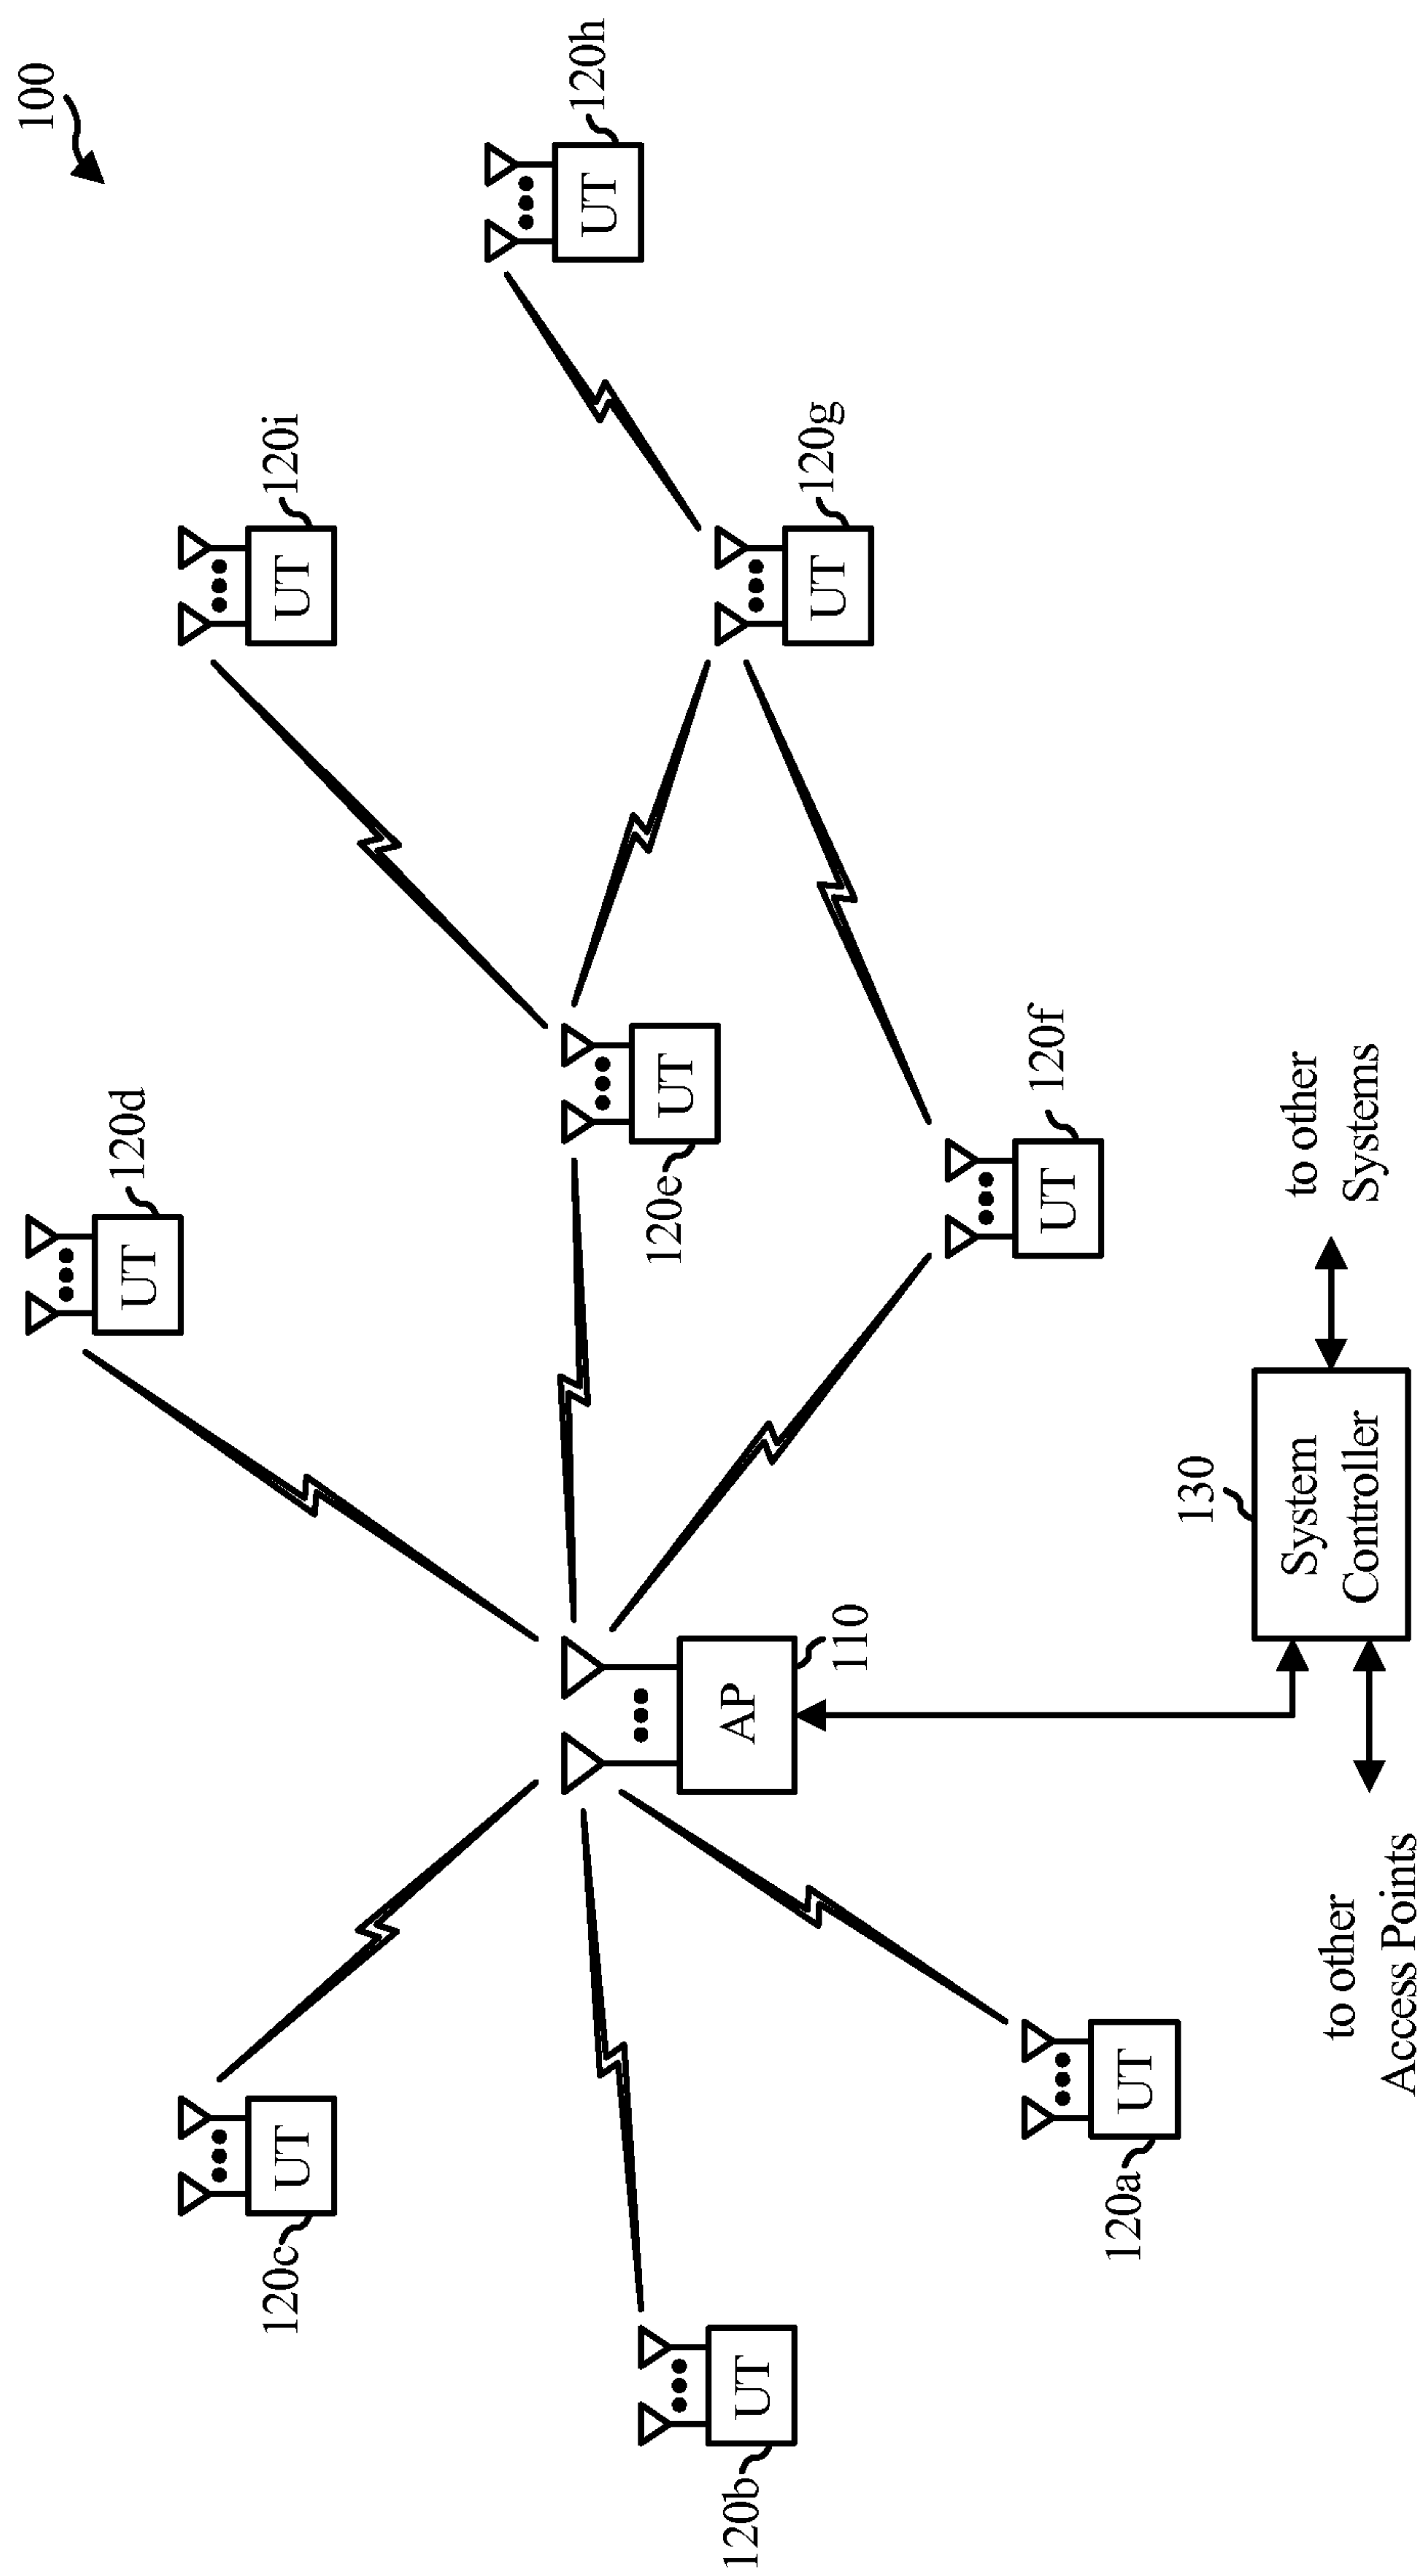 100
120d
UT
120i
UT
120c
UT
120h
UT
120e
UT
120b
UT
AP
110
120g
UT
120f
UT
120a
UT
130
System
Controller
to other
Systems
to other
Access Points